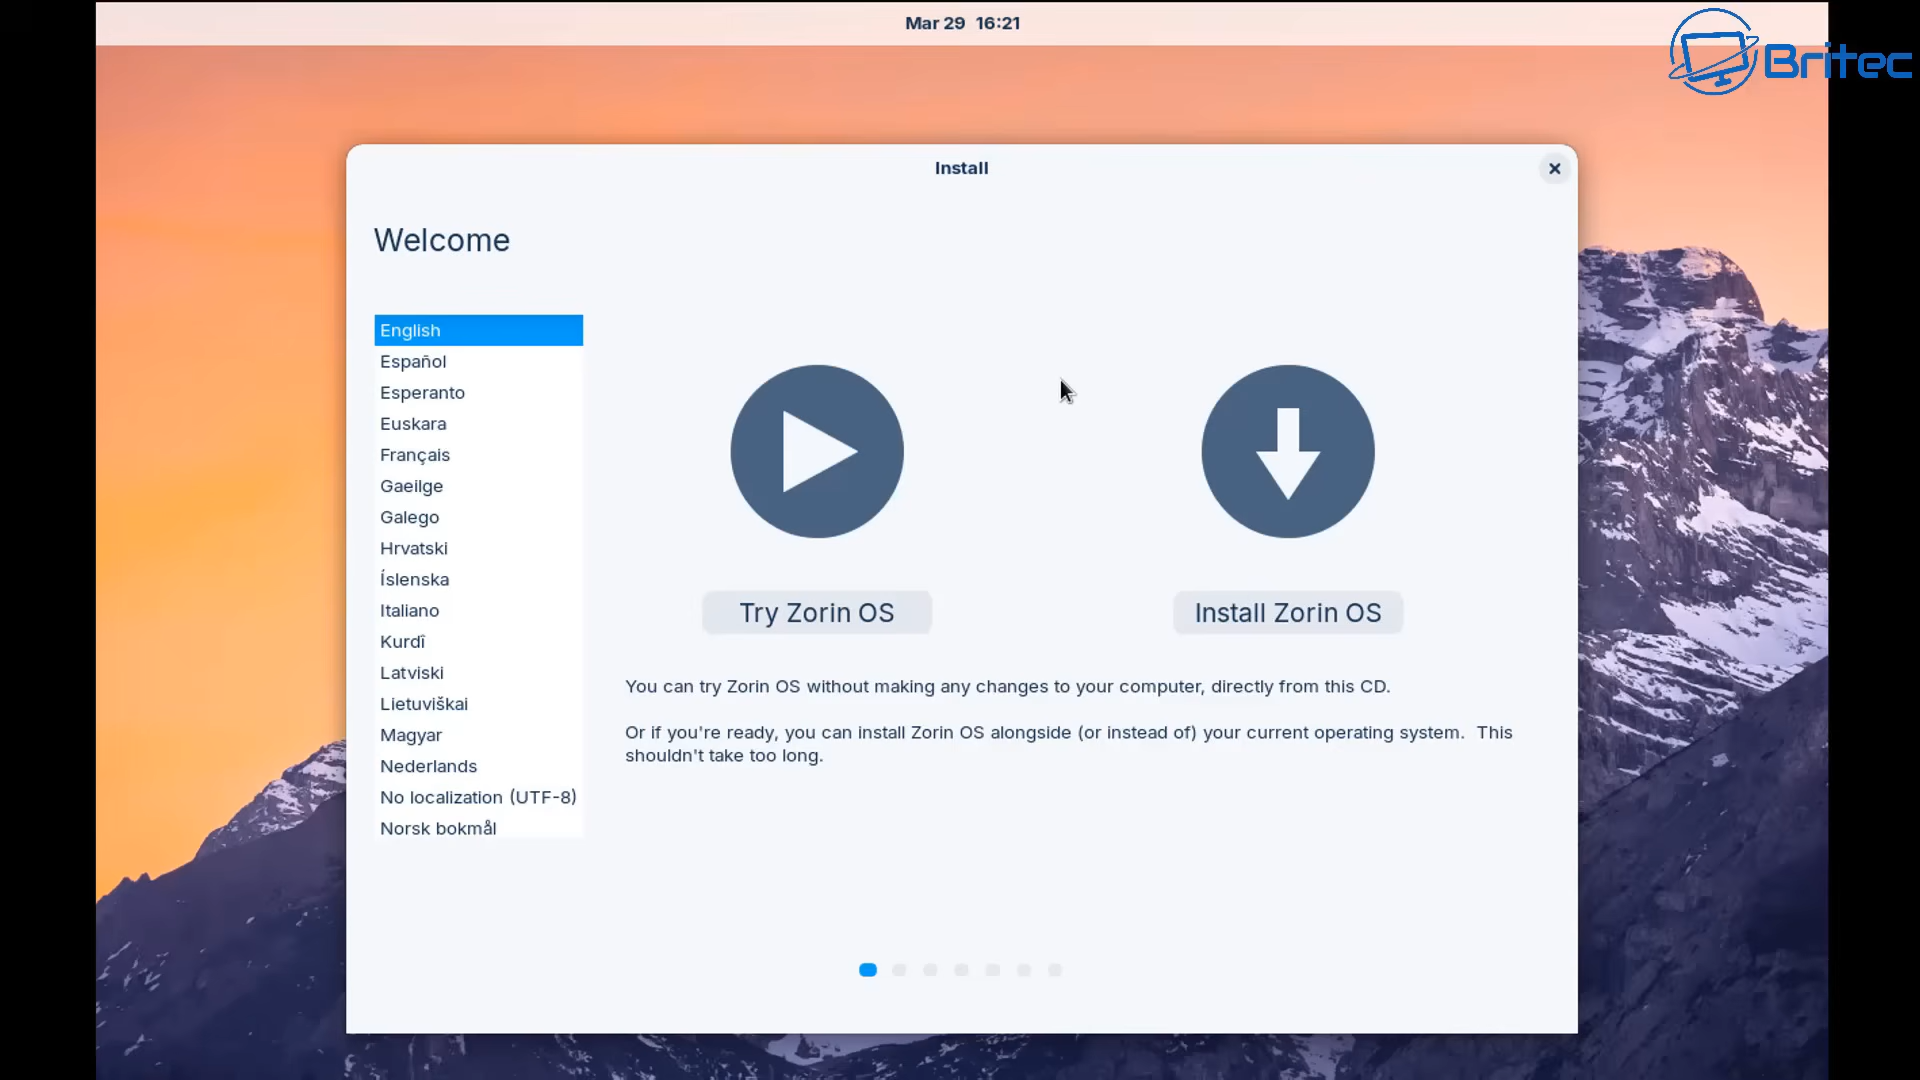 Mar 29 16:21
Britec
Install
Welcome
English
Español
Esperanto
Euskara
Français
Gaeilge
Galego
Hrvatski
Íslenska
Italiano
Kurdî
Latviski
Lietuviškai
Magyar
Nederlands
No localization (UTF-8)
Norsk bokmål
Try Zorin OS
Install Zorin OS
You can try Zorin OS without making any changes to your computer, directly from this CD.
Or if you're ready, you can install Zorin OS alongside (or instead of) your current operating system.  This
shouldn't take too long.